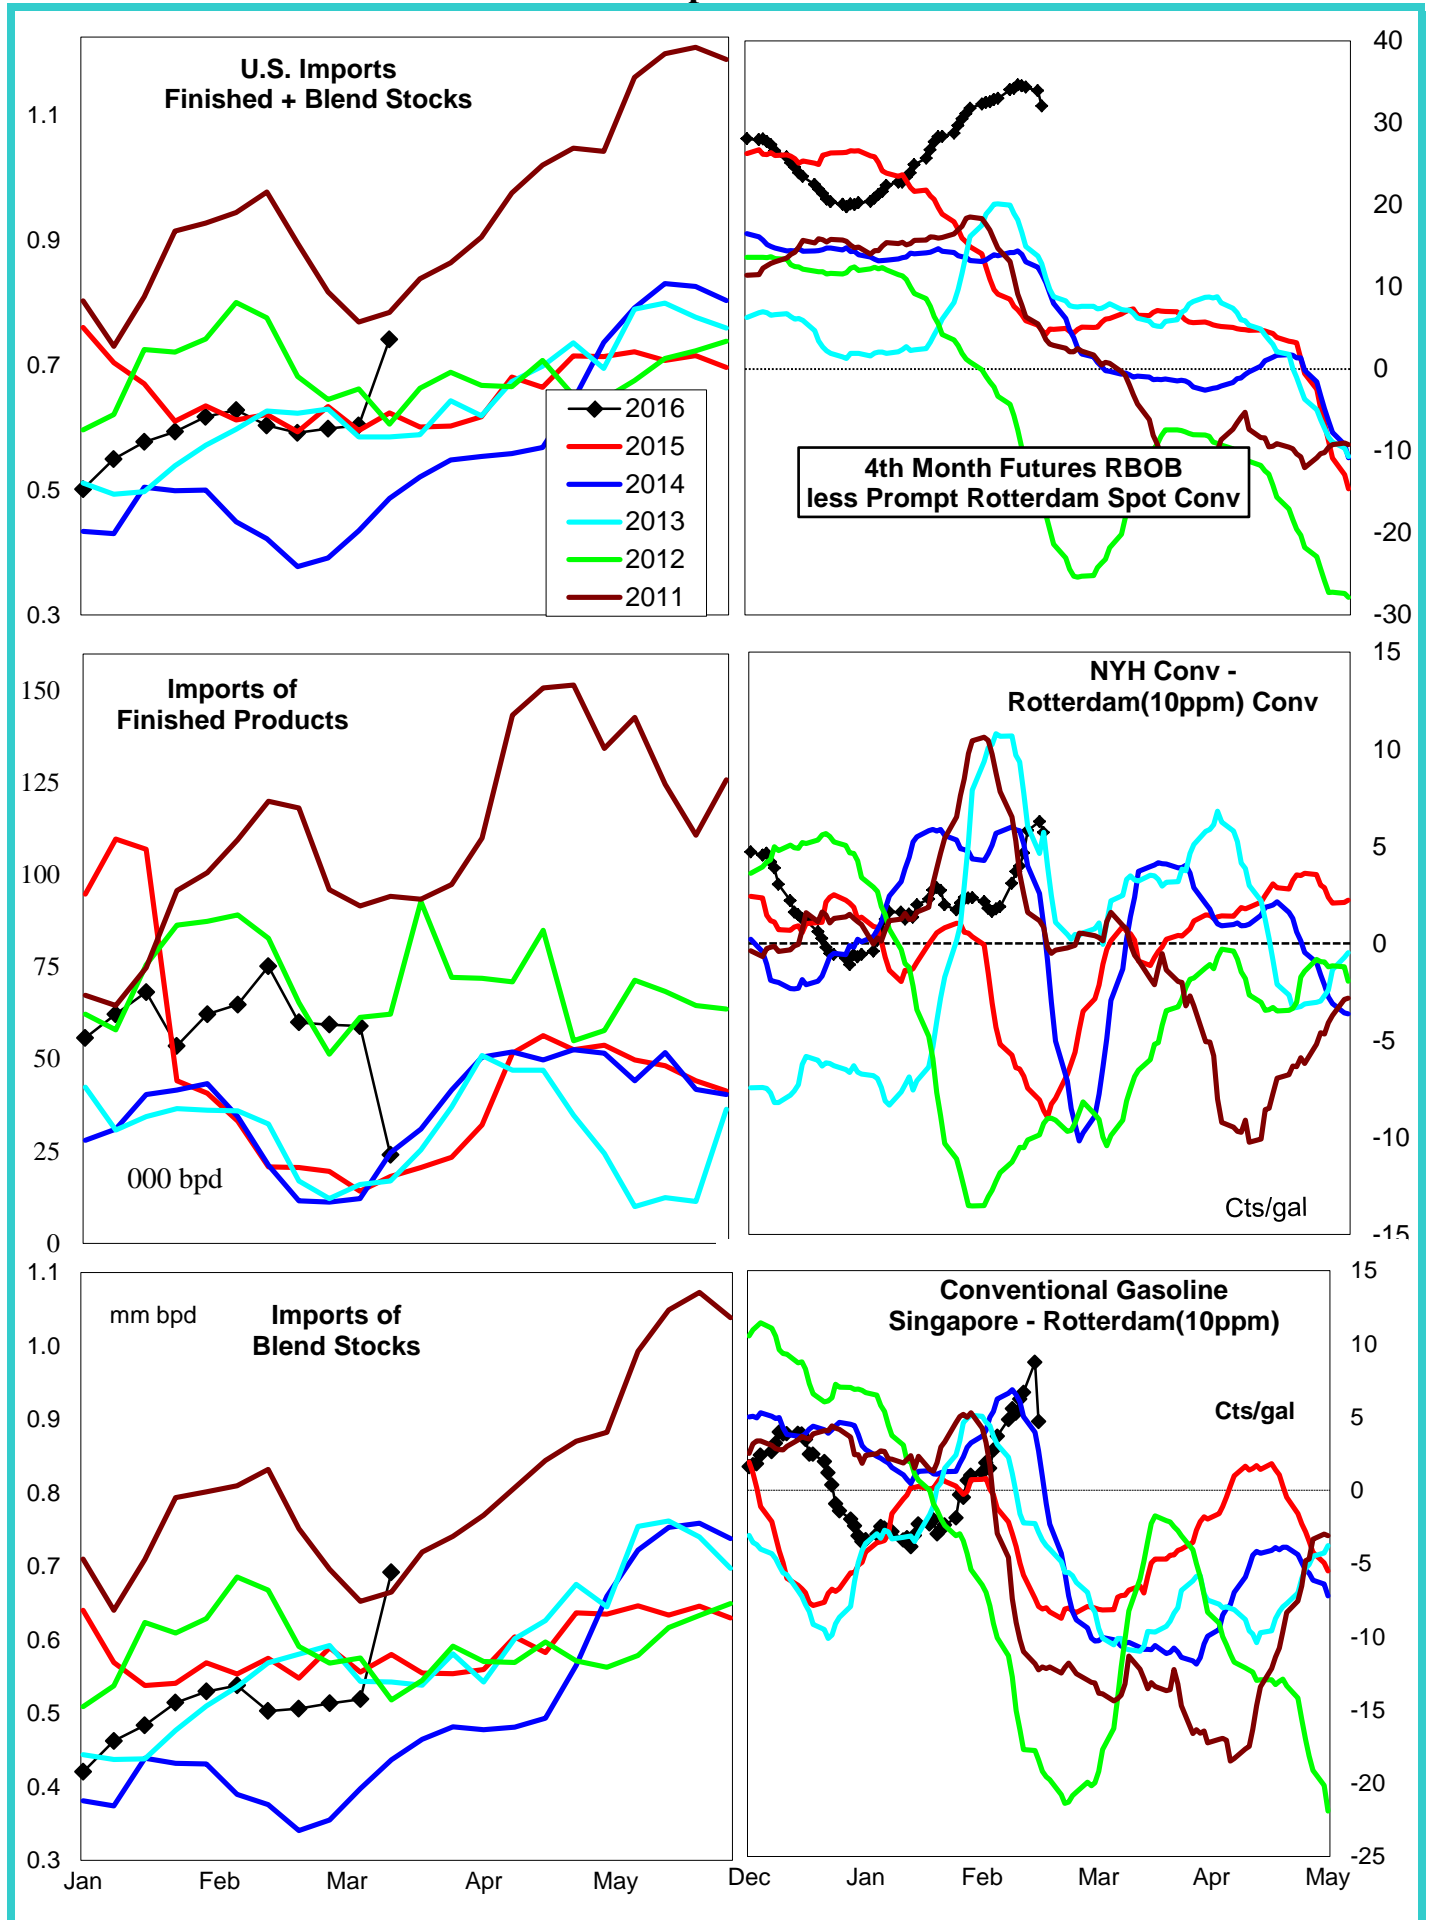 U.S. Imports
Finished + Blend Stocks
1.1
0.9
0.7
0.5
0.3
2016
2015
2014
2013
2012
2011
40
30
20
10
0
-10
-20
-30
4th Month Futures RBOB
less Prompt Rotterdam Spot Conv
Imports of
Finished Products
150
125
100
75
50
25
0
000 bpd
NYH Conv -
Rotterdam(10ppm) Conv
15
10
5
0
-5
-10
-15
Cts/gal
mm bpd
Imports of
Blend Stocks
1.1
1.0
0.9
0.8
0.7
0.6
0.5
0.4
0.3
Jan
Feb
Mar
Apr
May
Conventional Gasoline
Singapore - Rotterdam(10ppm)
Cts/gal
15
10
5
0
-5
-10
-15
-20
-25
Dec
Jan
Feb
Mar
Apr
May